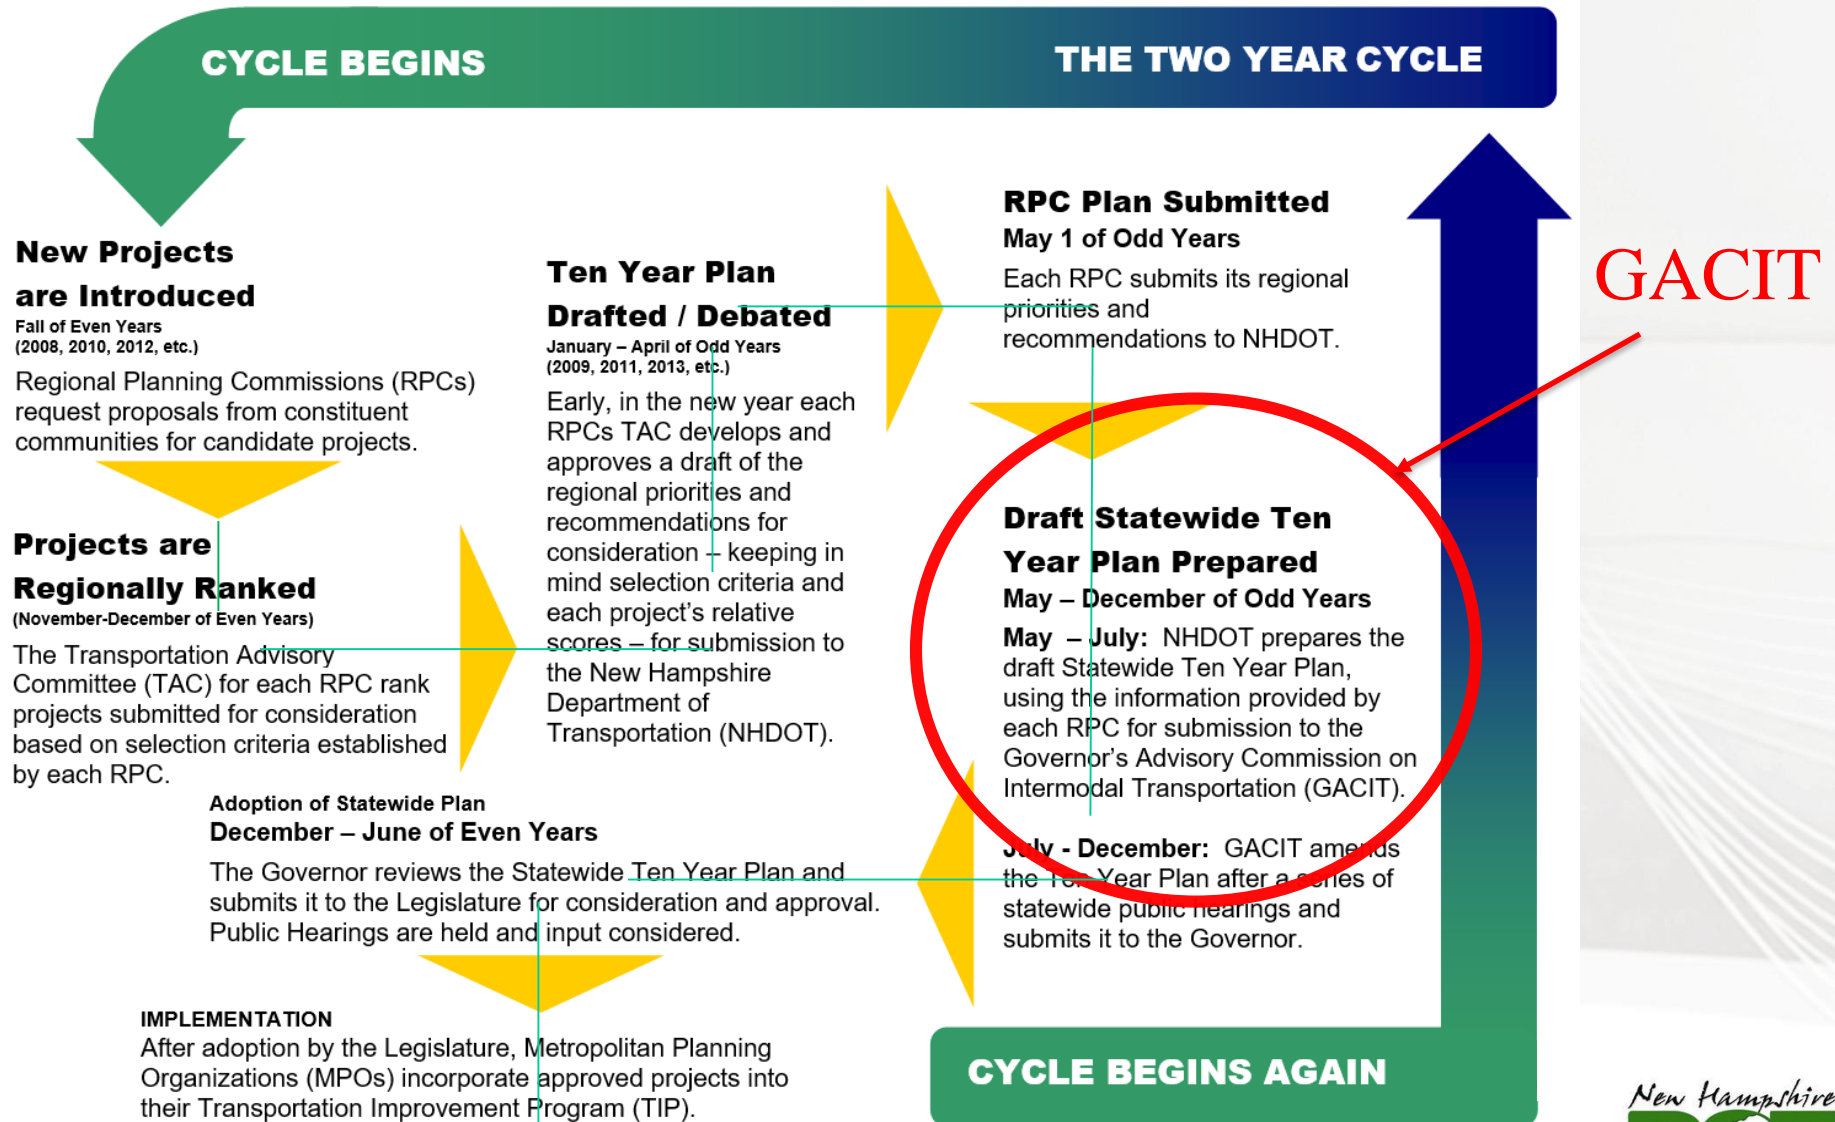 CYCLE BEGINS
THE TWO YEAR CYCLE
New Projects
are Introduced
Fall of Even Years
(2008, 2010, 2012, etc.)
Regional Planning Commissions (RPCs)
request proposals from constituent
communities for candidate projects.
Projects are
Regionally Ranked
(November-December of Even Years)
The Transportation Advisory
Committee (TAC) for each RPC rank
projects submitted for consideration
based on selection criteria established
by each RPC.
Ten Year Plan
Drafted / Debated
January – April of Odd Years
(2009, 2011, 2013, etc.)
Early, in the new year each
RPCs TAC develops and
approves a draft of the
regional priorities and
recommendations for
consideration – keeping in
mind selection criteria and
each project's relative
scores – for submission to
the New Hampshire
Department of
Transportation (NHDOT).
RPC Plan Submitted
May 1 of Odd Years
Each RPC submits its regional
priorities and
recommendations to NHDOT.
GACIT
Draft Statewide Ten
Year Plan Prepared
May – December of Odd Years
May – July: NHDOT prepares the
draft Statewide Ten Year Plan,
using the information provided by
each RPC for submission to the
Governor's Advisory Commission on
Intermodal Transportation (GACIT).
July - December: GACIT amends
the Ten Year Plan after a series of
statewide public hearings and
submits it to the Governor.
Adoption of Statewide Plan
December – June of Even Years
The Governor reviews the Statewide Ten Year Plan and
submits it to the Legislature for consideration and approval.
Public Hearings are held and input considered.
IMPLEMENTATION
After adoption by the Legislature, Metropolitan Planning
Organizations (MPOs) incorporate approved projects into
their Transportation Improvement Program (TIP).
CYCLE BEGINS AGAIN
New Hampshire